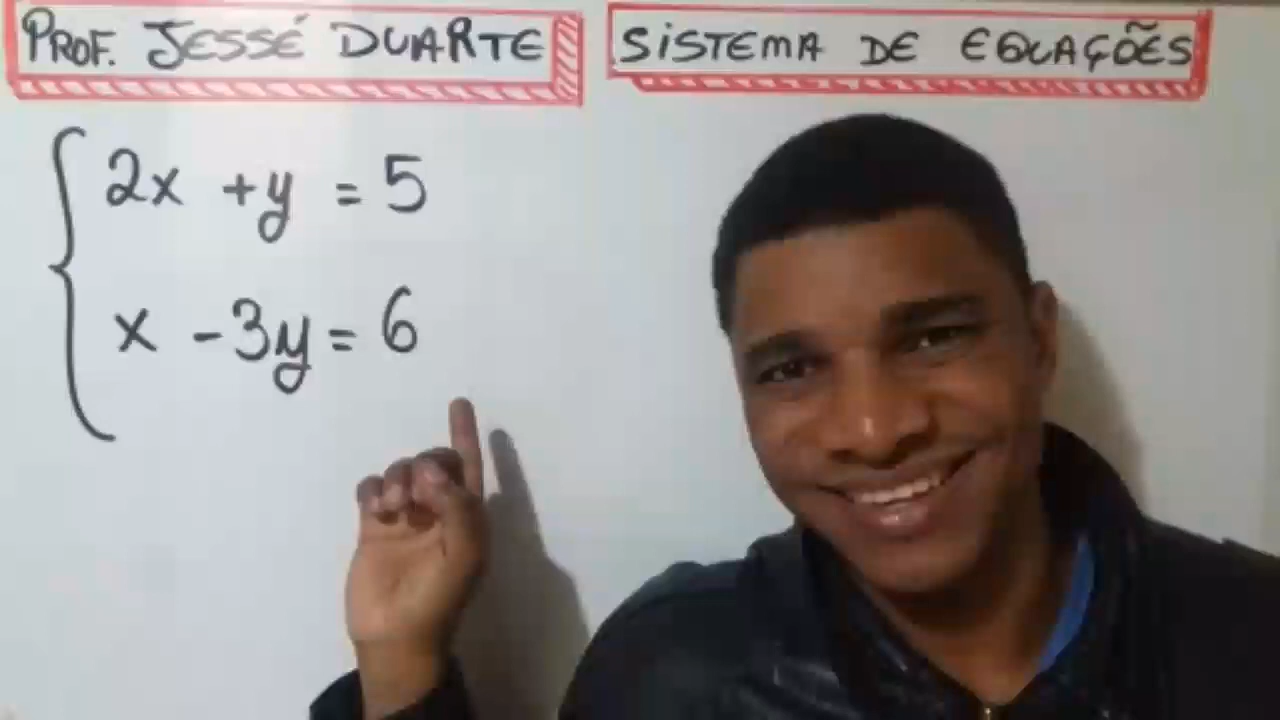 PROF. JESSÉ DUARTE
SISTEMA DE EQUAÇÕES
2x + y = 5
x - 3y = 6